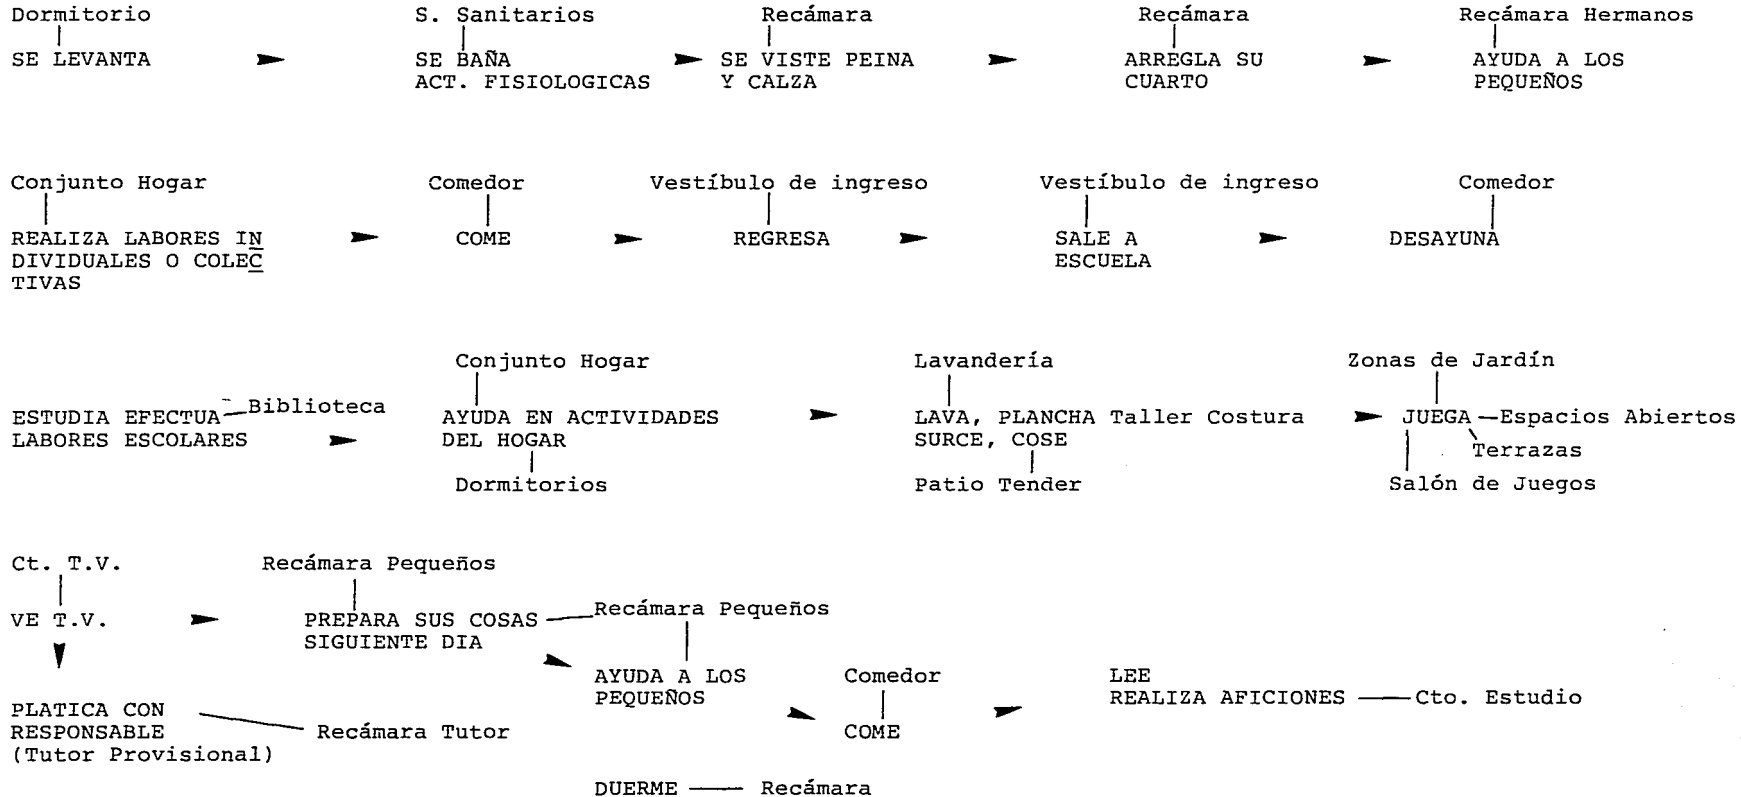 Dormitorio S. Sanitarios Recámara Recámara Recámara Hermanos
SE LEVANTA SE BAÑA SE VISTE PEINA ARREGLA SU AYUDA A LOS
ACT. FISIOLOGICAS Y CALZA CUARTO PEQUEÑOS
Conjunto Hogar Comedor Vestíbulo de ingreso Vestíbulo de ingreso Comedor
REALIZA LABORES IN COME REGRESA SALE A DESAYUNA
DIVIDUALES O COLEC ESCUELA
TIVAS
Conjunto Hogar Lavandería Zonas de Jardín
ESTUDIA EFECTUA Biblioteca AYUDA EN ACTIVIDADES LAVA, PLANCHA Taller Costura JUEGA Espacios Abiertos
LABORES ESCOLARES DEL HOGAR SURCE, COSE Terrazas
Dormitorios Patio Tender Salón de Juegos
Ct. T.V. Recámara Pequeños
VE T.V. PREPARA SUS COSAS Recámara Pequeños
SIGUIENTE DIA
AYUDA A LOS Comedor LEE
PEQUEÑOS REALIZA AFICIONES Cto. Estudio
PLATICA CON
RESPONSABLE Recámara Tutor COME
(Tutor Provisional)
DUERME Recámara